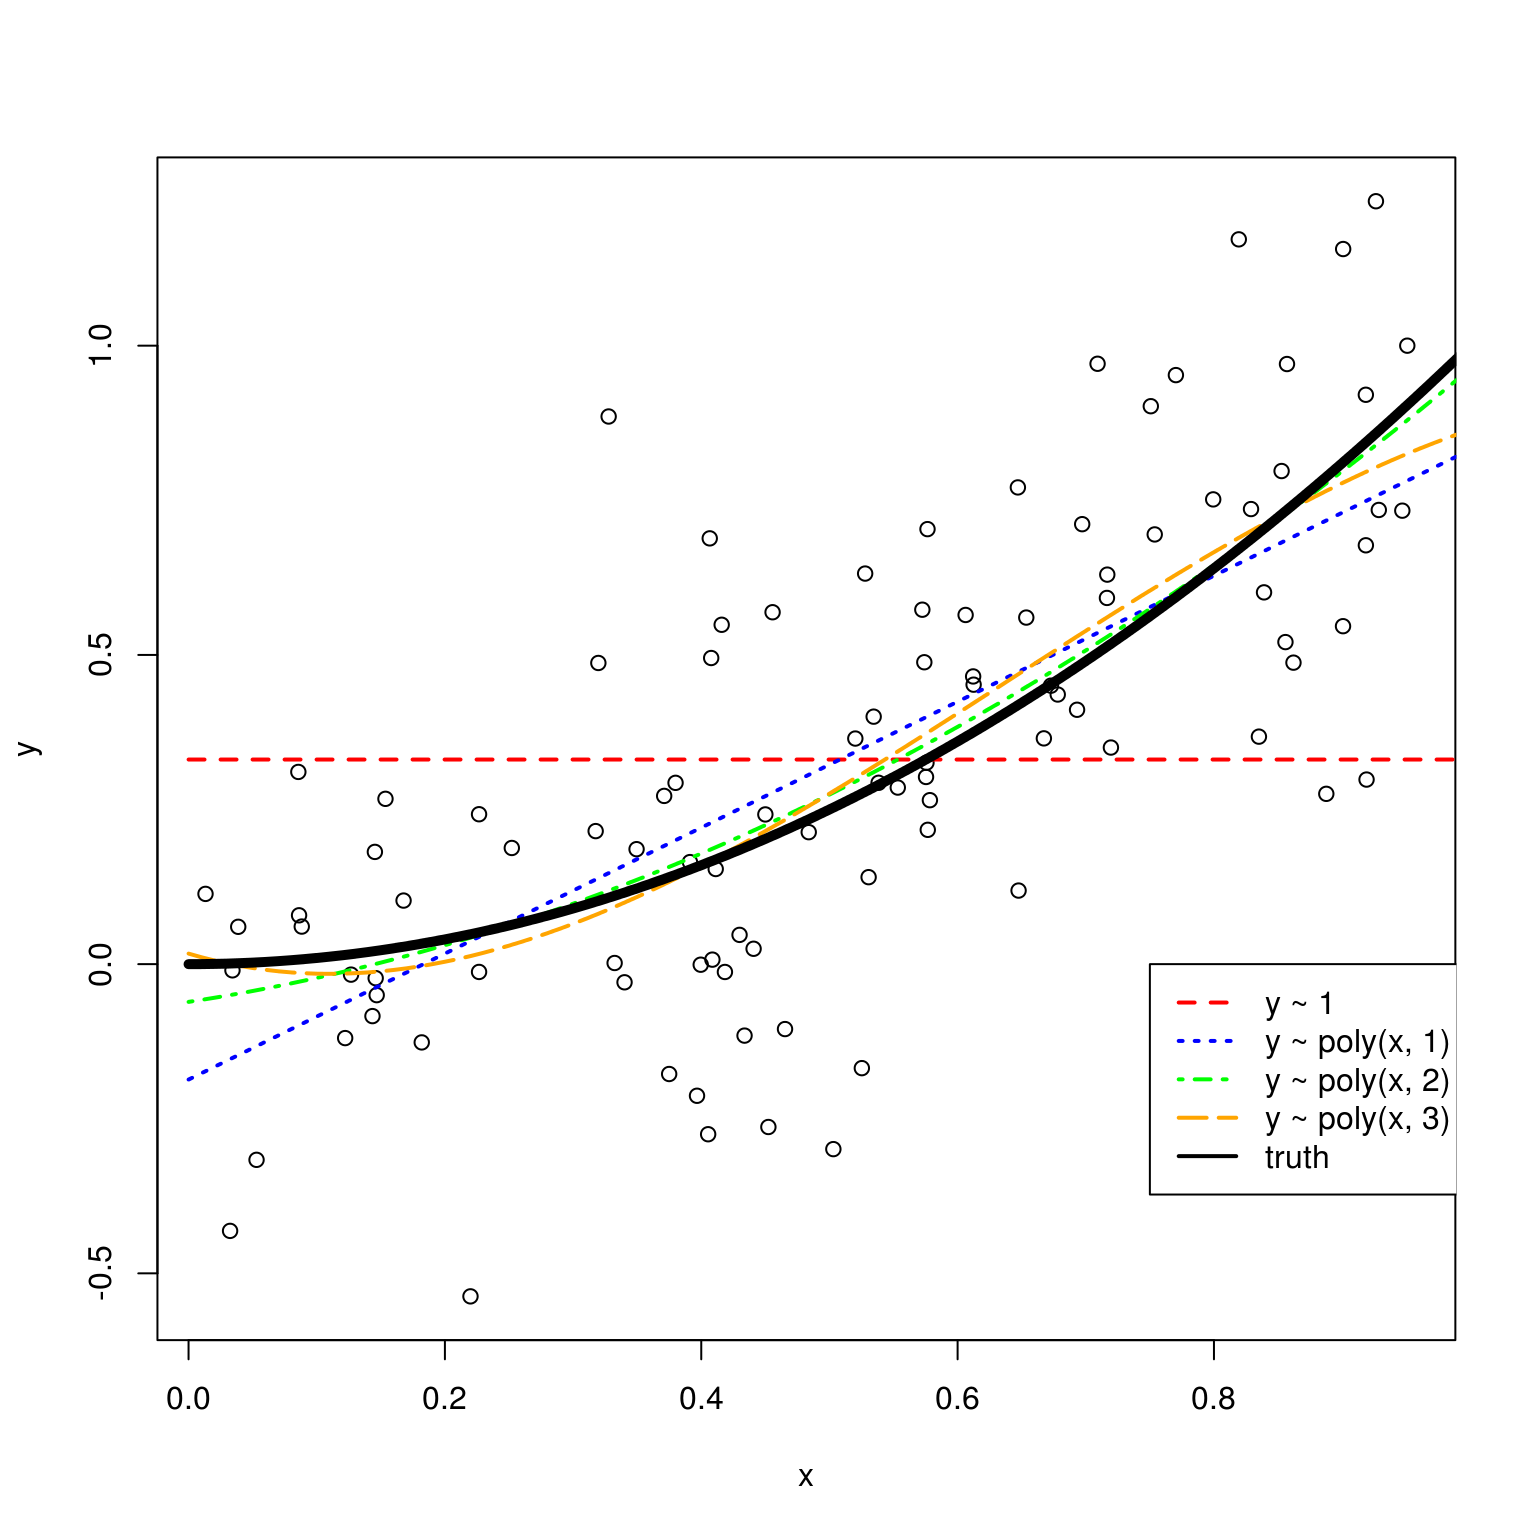 1.0
0.5
0.0
-0.5
y
0.0 0.2 0.4 0.6 0.8
x
y ~ 1
y ~ poly(x, 1)
y ~ poly(x, 2)
y ~ poly(x, 3)
truth